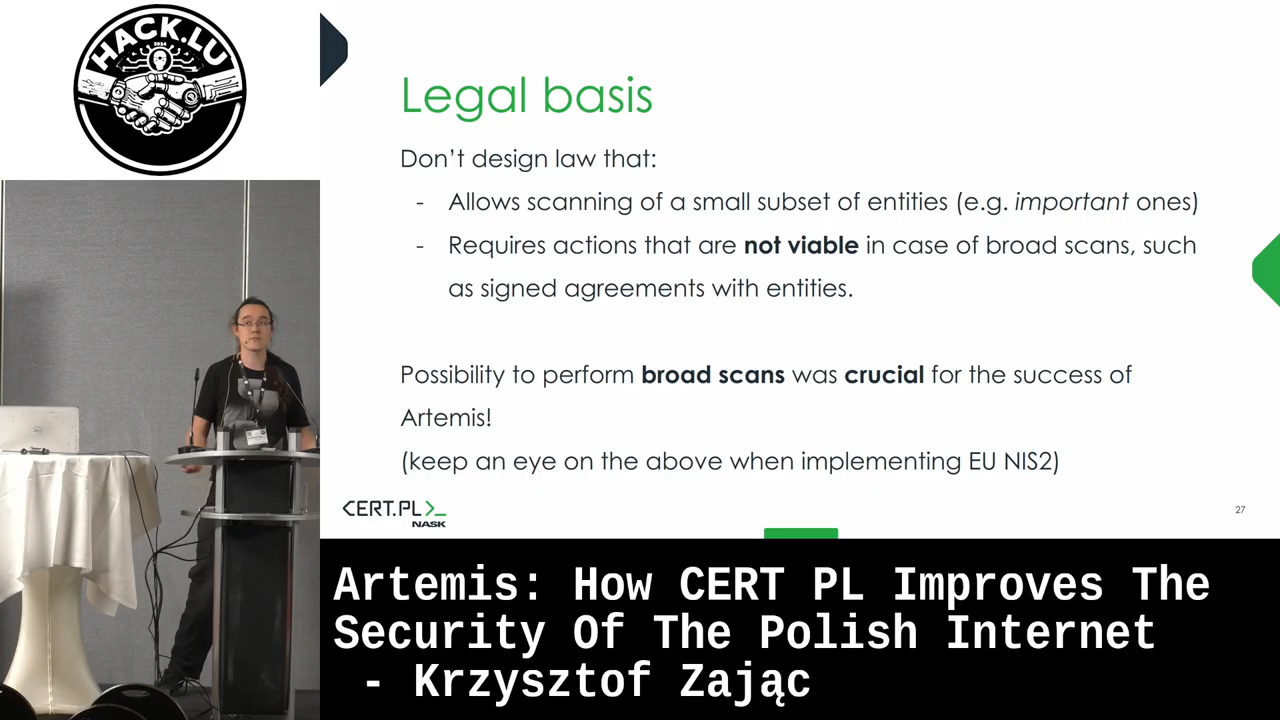 HACK.LU
2024
Legal basis
Don’t design law that:
- Allows scanning of a small subset of entities (e.g. important ones)
- Requires actions that are not viable in case of broad scans, such
as signed agreements with entities.
Possibility to perform broad scans was crucial for the success of
Artemis!
(keep an eye on the above when implementing EU NIS2)
CERT.PL>_
NASK
27
Artemis: How CERT PL Improves The
Security Of The Polish Internet
- Krzysztof Zając